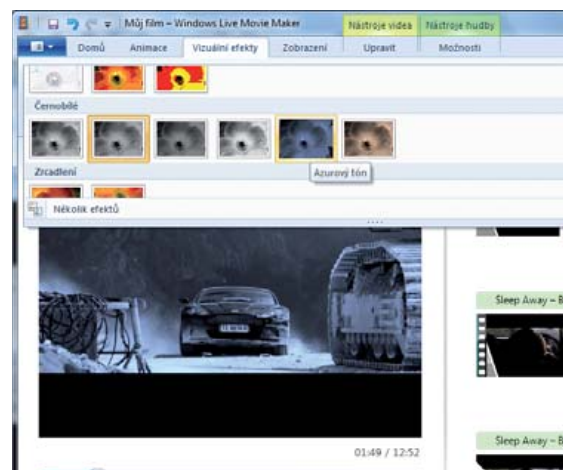 Můj film – Windows Live Movie Maker
Nástroje videa
Nástroje hudby
Domů
Animace
Vizuální efekty
Zobrazení
Upravit
Možnosti
Černobílé
Azurový tón
Zrcadlení
Několik efektů
Sleep Away – B
01:49 / 12:52
Sleep Away – B